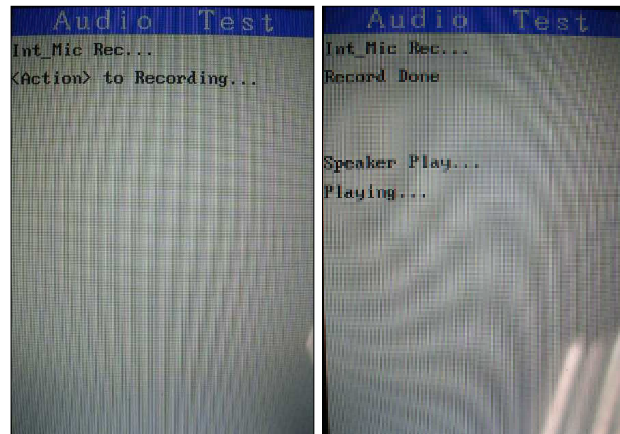 Audio Test
Int_Mic Rec...
<Action> to Recording...
Audio Test
Int_Mic Rec...
Record Done
Speaker Play...
Playing...